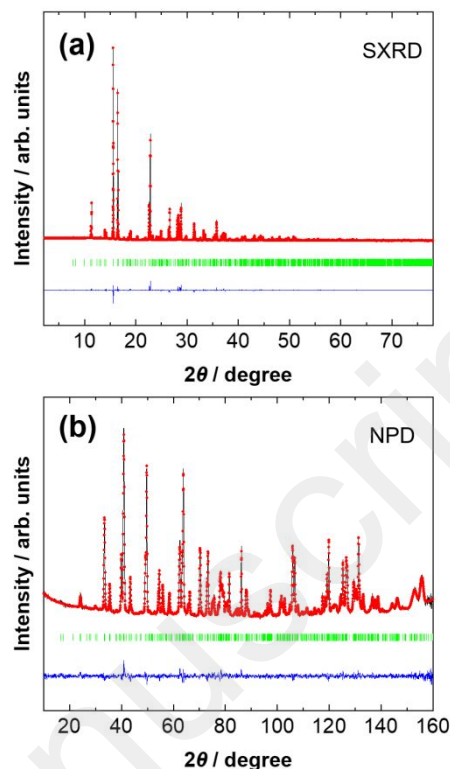 (a)
SXRD
Intensity / arb. units
10 20 30 40 50 60 70
2θ / degree
(b)
NPD
Intensity / arb. units
20 40 60 80 100 120 140 160
2θ / degree